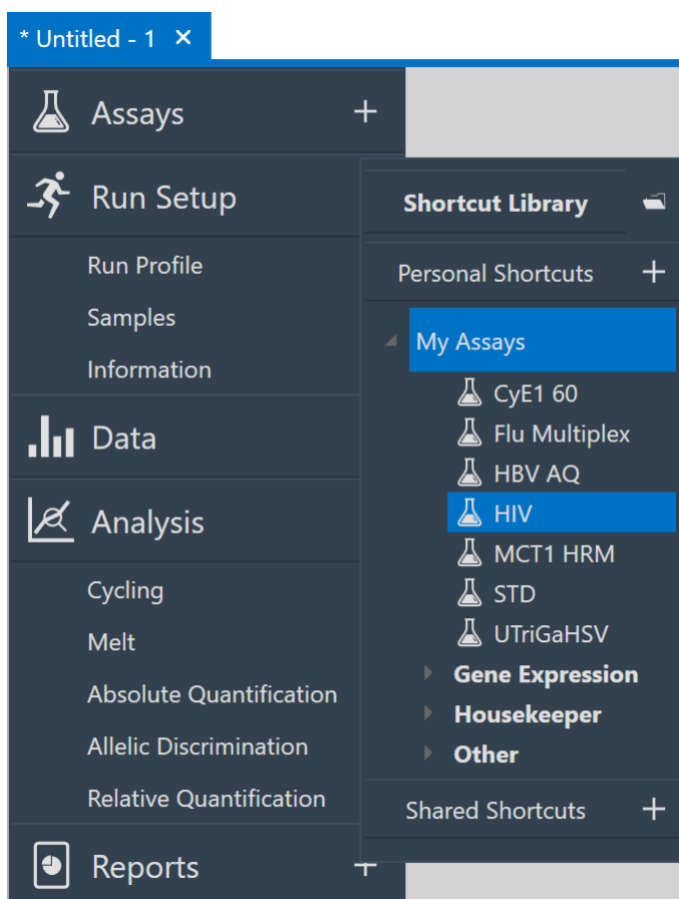 * Untitled - 1 ×
Assays +
Run Setup
Run Profile
Samples
Information
Data
Analysis
Cycling
Melt
Absolute Quantification
Allelic Discrimination
Relative Quantification
Reports +
Shortcut Library
Personal Shortcuts +
My Assays
CyE1 60
Flu Multiplex
HBV AQ
HIV
MCT1 HRM
STD
UTriGaHSV
Gene Expression
Housekeeper
Other
Shared Shortcuts +